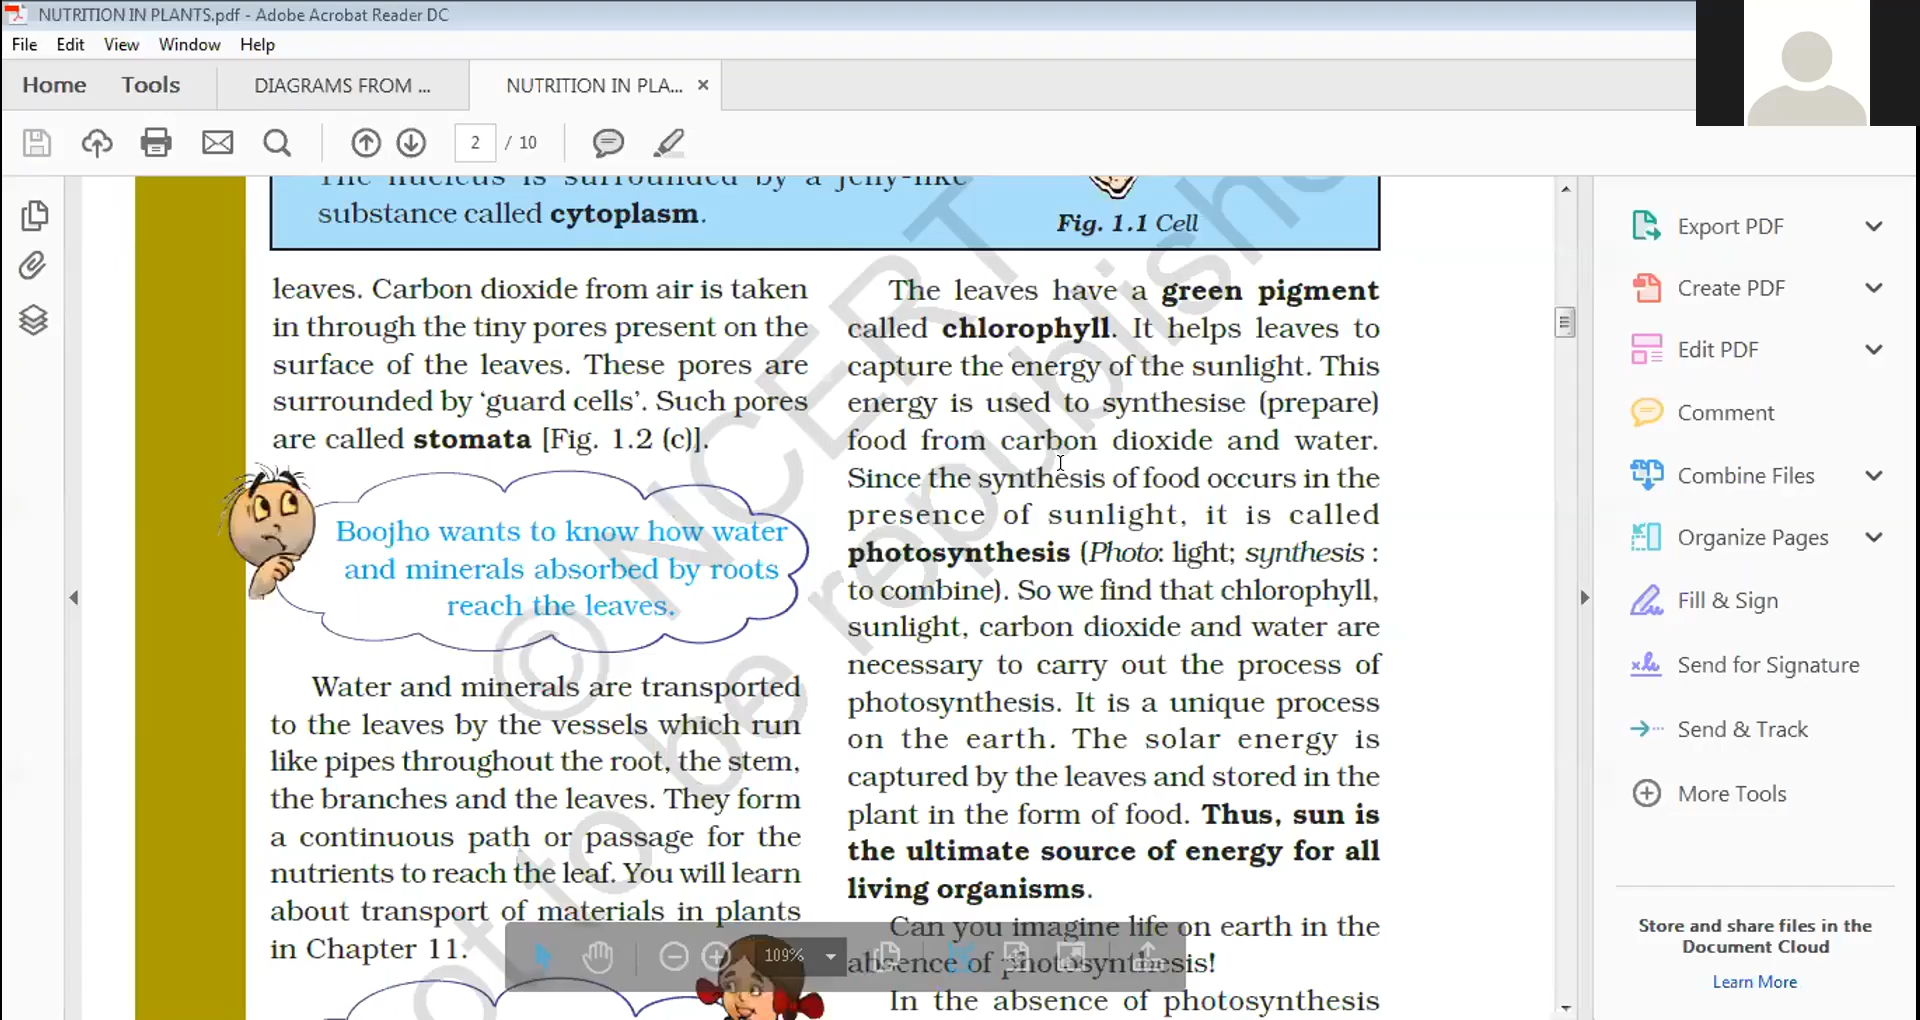 NUTRITION IN PLANTS.pdf - Adobe Acrobat Reader DC
File Edit View Window Help
Home Tools DIAGRAMS FROM ... NUTRITION IN PLA... ×
2 / 10
The nucleus is surrounded by a jelly-like
substance called cytoplasm.
Fig. 1.1 Cell
leaves. Carbon dioxide from air is taken
in through the tiny pores present on the
surface of the leaves. These pores are
surrounded by ‘guard cells’. Such pores
are called stomata [Fig. 1.2 (c)].
Boojho wants to know how water
and minerals absorbed by roots
reach the leaves.
Water and minerals are transported
to the leaves by the vessels which run
like pipes throughout the root, the stem,
the branches and the leaves. They form
a continuous path or passage for the
nutrients to reach the leaf. You will learn
about transport of materials in plants
in Chapter 11.
The leaves have a green pigment
called chlorophyll. It helps leaves to
capture the energy of the sunlight. This
energy is used to synthesise (prepare)
food from carbon dioxide and water.
Since the synthesis of food occurs in the
presence of sunlight, it is called
photosynthesis (Photo: light; synthesis :
to combine). So we find that chlorophyll,
sunlight, carbon dioxide and water are
necessary to carry out the process of
photosynthesis. It is a unique process
on the earth. The solar energy is
captured by the leaves and stored in the
plant in the form of food. Thus, sun is
the ultimate source of energy for all
living organisms.
Can you imagine life on earth in the
absence of photosynthesis!
In the absence of photosynthesis
109%
© NCERT
not to be republished
Export PDF
Create PDF
Edit PDF
Comment
Combine Files
Organize Pages
Fill & Sign
Send for Signature
Send & Track
More Tools
Store and share files in the
Document Cloud
Learn More